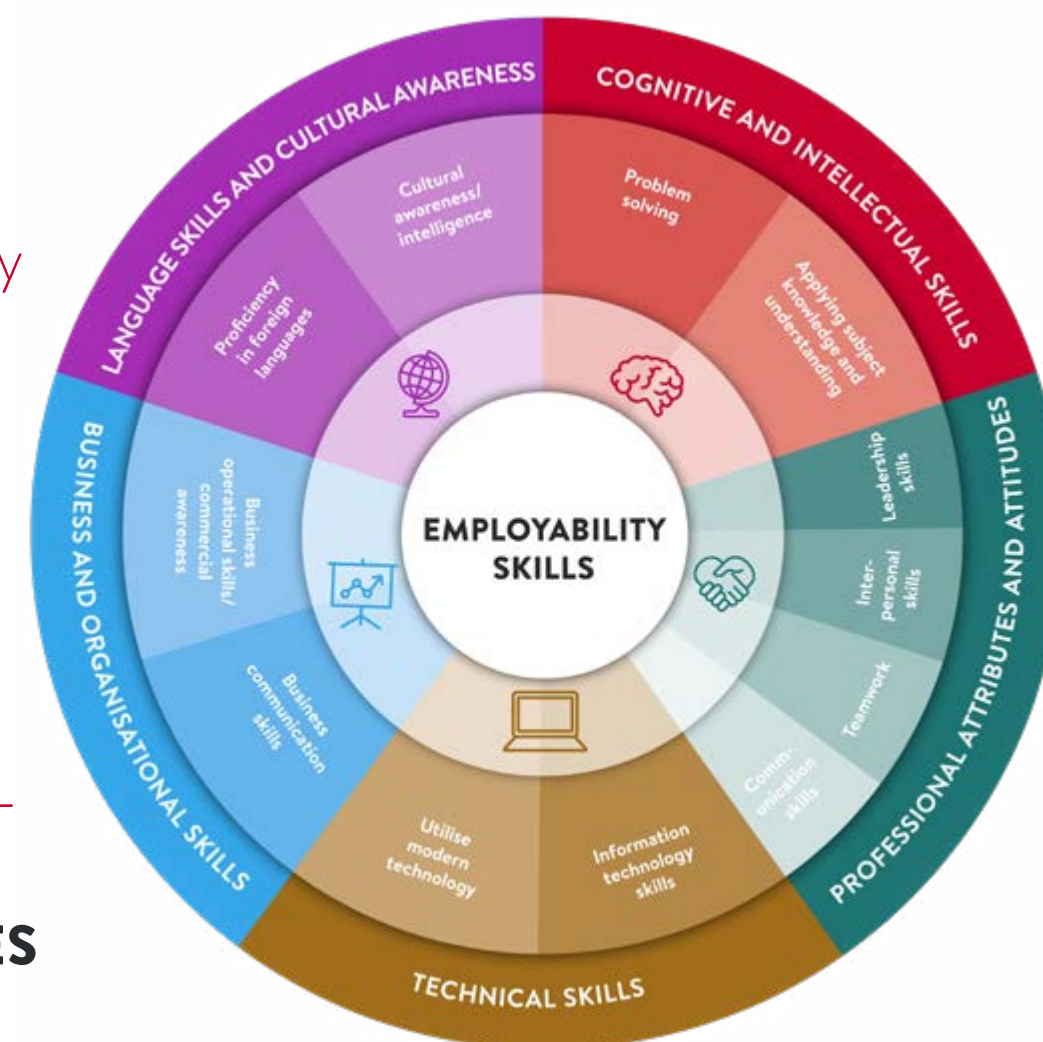 LANGUAGE SKILLS AND CULTURAL AWARENESS
COGNITIVE AND INTELLECTUAL SKILLS
PROFESSIONAL ATTRIBUTES AND ATTITUDES
TECHNICAL SKILLS
BUSINESS AND ORGANISATIONAL SKILLS
Cultural
awareness/
intelligence
Problem
solving
Applying subject
knowledge and
understanding
Leadership
skills
Inter-
personal
skills
Teamwork
Comm-
unication
skills
Information
technology
skills
Utilise
modern
technology
Business
communication
skills
Business
operational skills/
commercial
awareness
Proficiency
in foreign
languages
EMPLOYABILITY
SKILLS
y
ES